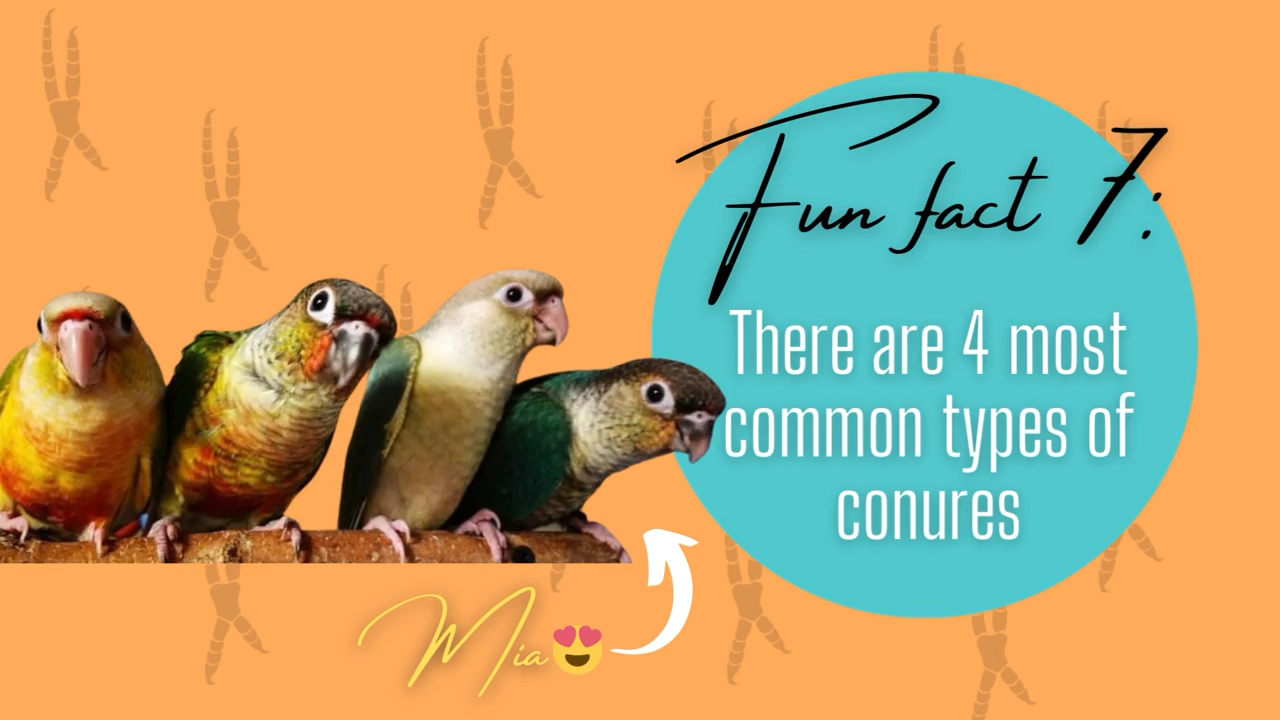 Fun fact 7:
There are 4 most
common types of
conures
Mia😍